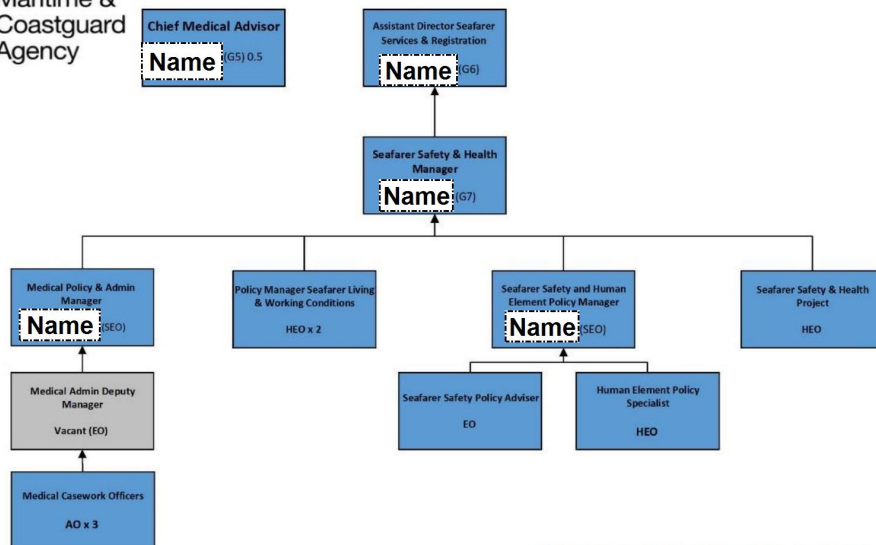 Maritime &
Coastguard
Agency
Chief Medical Advisor
Name (G5) 0.5
Assistant Director Seafarer
Services & Registration
Name (G6)
Seafarer Safety & Health
Manager
Name (G7)
Medical Policy & Admin
Manager
Name (SEO)
Policy Manager Seafarer Living
& Working Conditions
HEO x 2
Seafarer Safety and Human
Element Policy Manager
Name (SEO)
Seafarer Safety & Health
Project
HEO
Medical Admin Deputy
Manager
Vacant (EO)
Seafarer Safety Policy Adviser
EO
Human Element Policy
Specialist
HEO
Medical Casework Officers
AO x 3